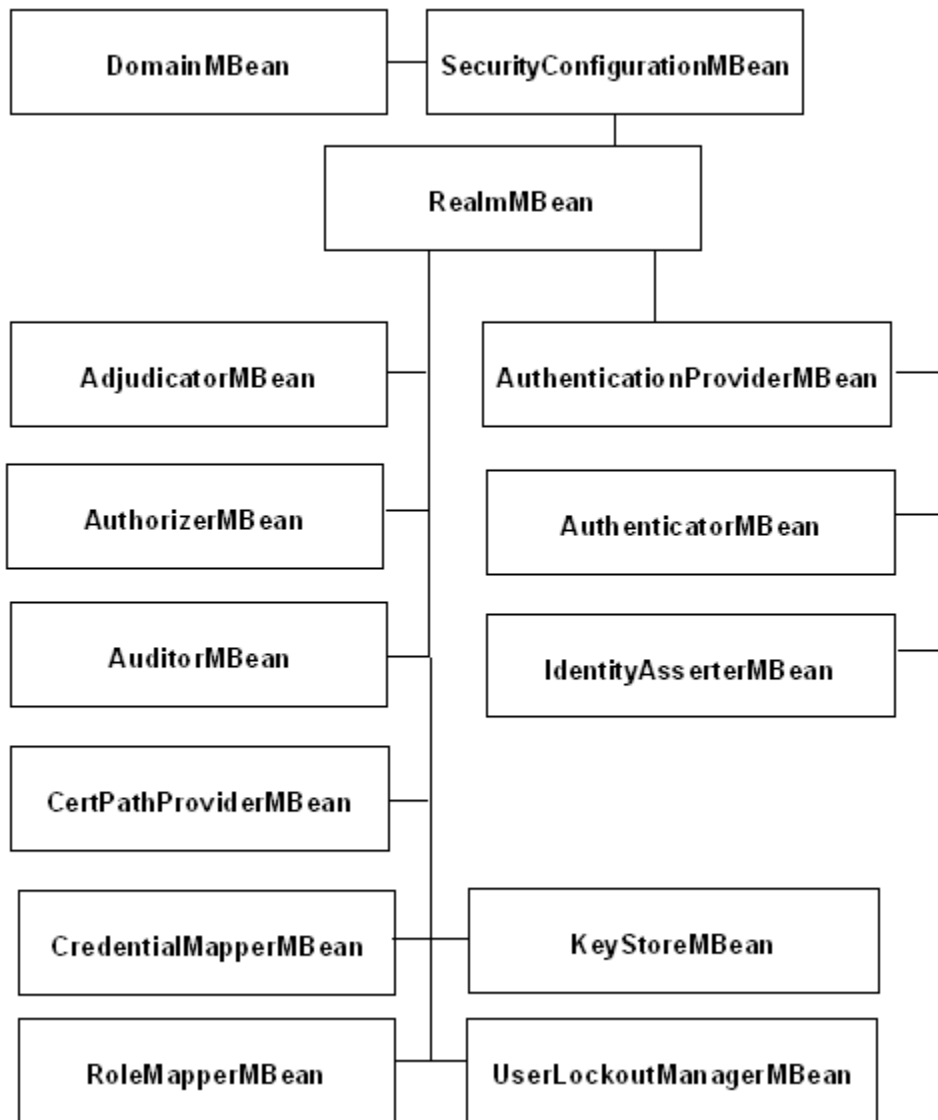 DomainMBean
SecurityConfigurationMBean
RealmMBean
AdjudicatorMBean
AuthenticationProviderMBean
AuthorizerMBean
AuthenticatorMBean
AuditorMBean
IdentityAsserterMBean
CertPathProviderMBean
CredentialMapperMBean
KeyStoreMBean
RoleMapperMBean
UserLockoutManagerMBean